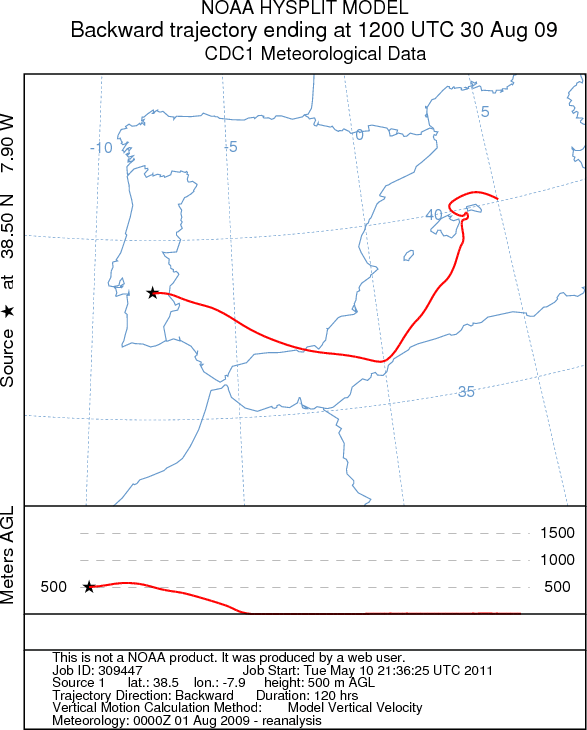 NOAA HYSPLIT MODEL
Backward trajectory ending at 1200 UTC 30 Aug 09
CDC1 Meteorological Data
Source ★ at 38.50 N 7.90 W
5
0
-5
-10
40
35
Meters AGL
1500
1000
500 500
This is not a NOAA product. It was produced by a web user.
Job ID: 309447 Job Start: Tue May 10 21:36:25 UTC 2011
Source 1 lat.: 38.5 lon.: -7.9 height: 500 m AGL
Trajectory Direction: Backward Duration: 120 hrs
Vertical Motion Calculation Method: Model Vertical Velocity
Meteorology: 0000Z 01 Aug 2009 - reanalysis